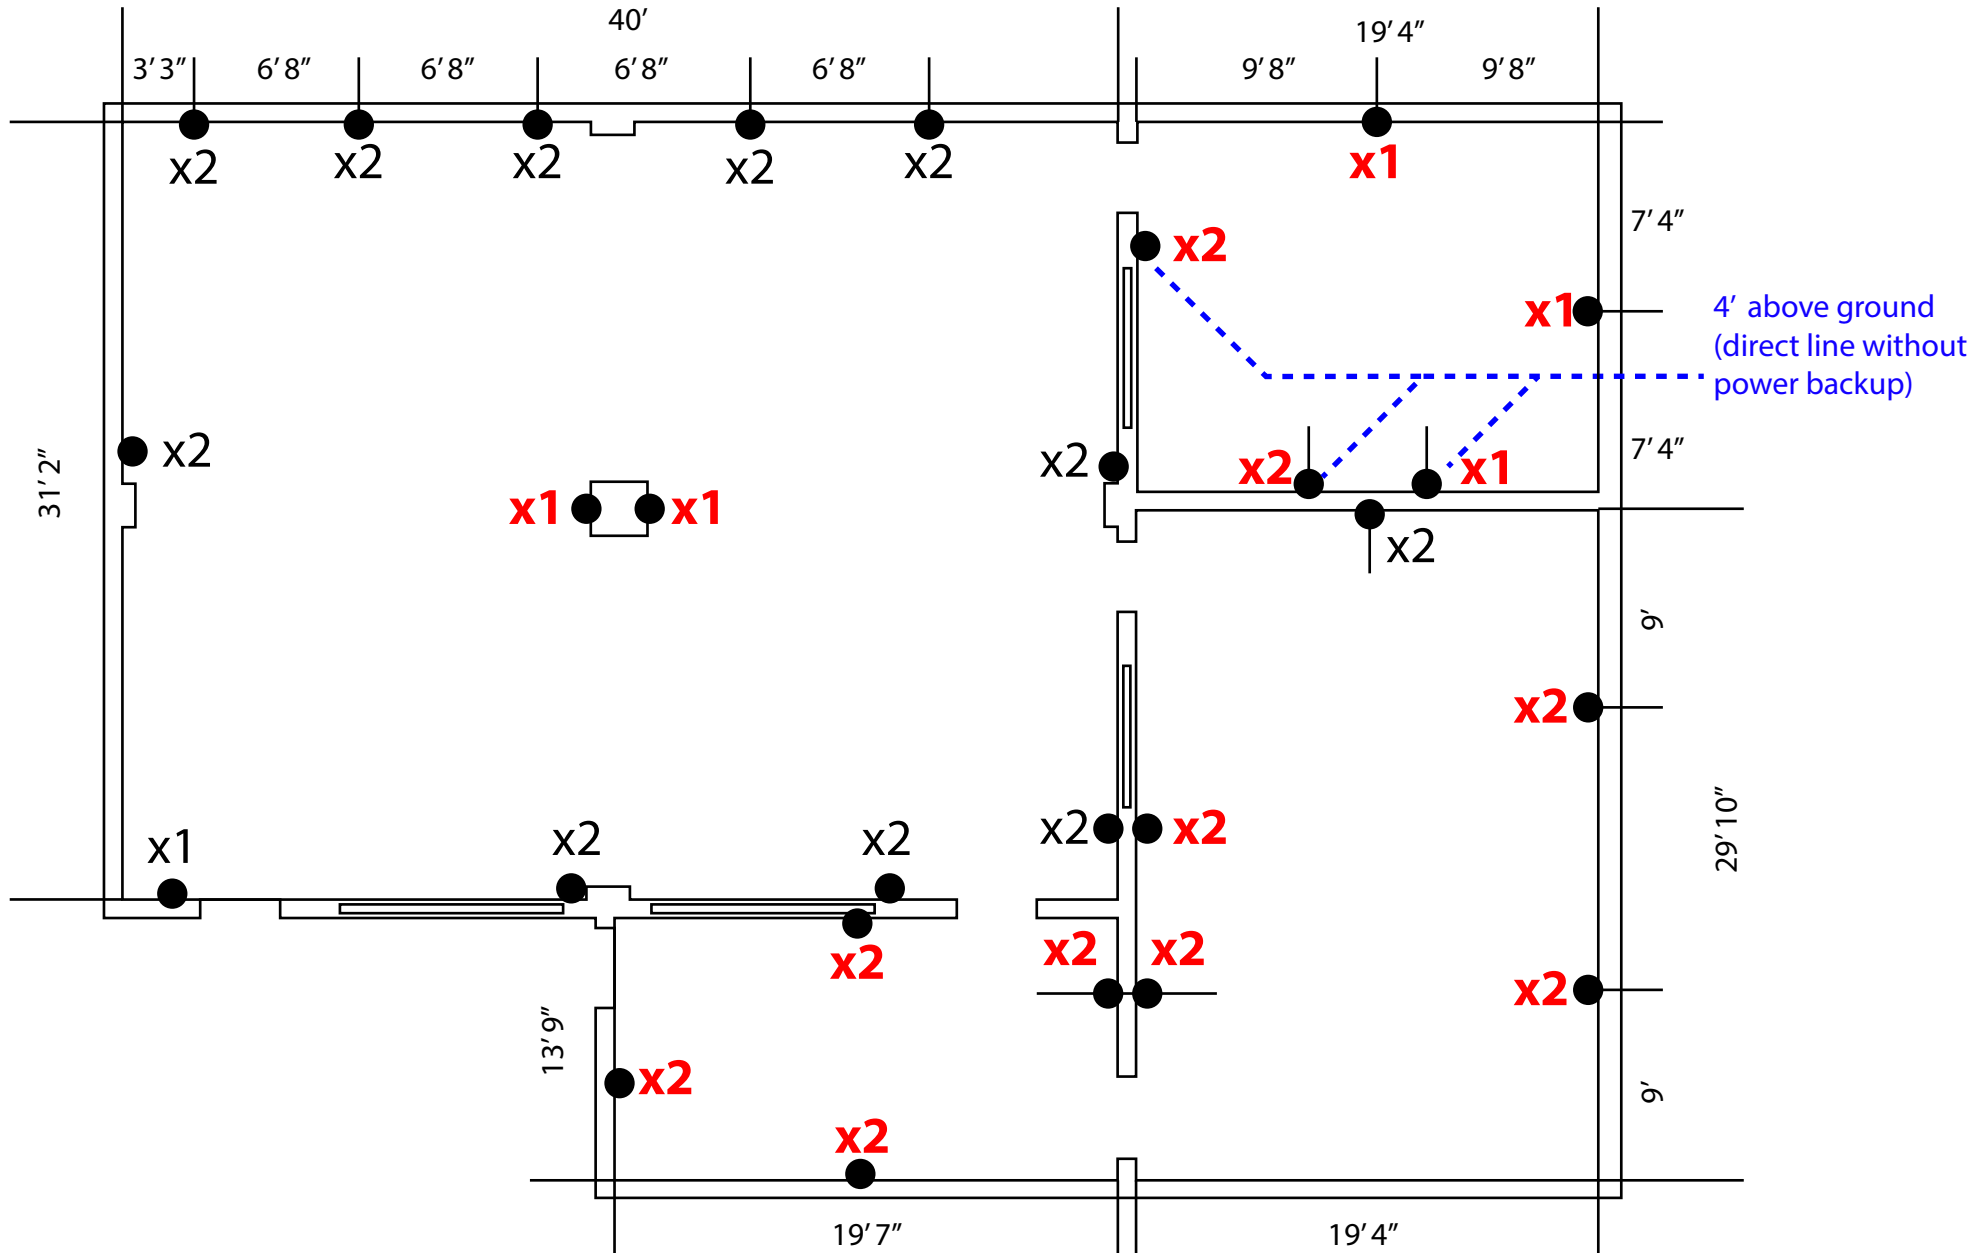 40'
19' 4"
3' 3"
6' 8"
6' 8"
6' 8"
6' 8"
9' 8"
9' 8"
x2
x2
x2
x2
x2
x1
7' 4"
x2
x1
4' above ground
(direct line without
power backup)
x2
x2
x2
x1
7' 4"
31' 2"
x1
x1
x2
9'
x2
x1
x2
x2
x2
x2
29' 10"
x2
x2
x2
x2
13' 9"
x2
9'
x2
19' 7"
19' 4"